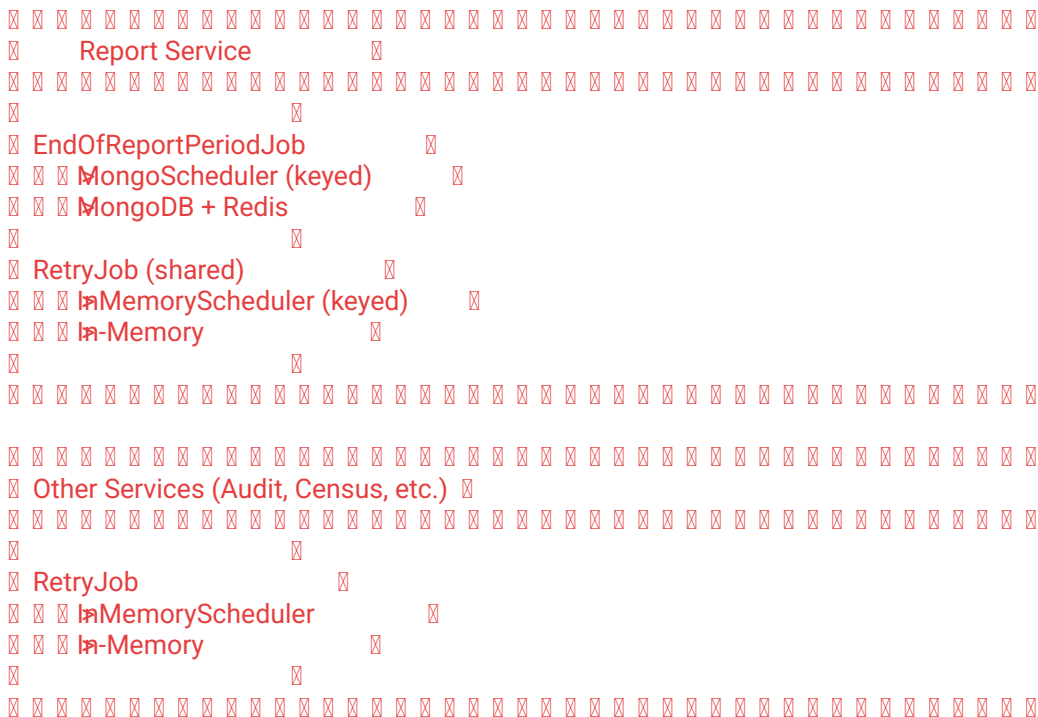 Report Service
EndOfReportPeriodJob
> MongoScheduler (keyed)
> MongoDB + Redis
RetryJob (shared)
> InMemoryScheduler (keyed)
> In-Memory
Other Services (Audit, Census, etc.)
RetryJob
> InMemoryScheduler
> In-Memory